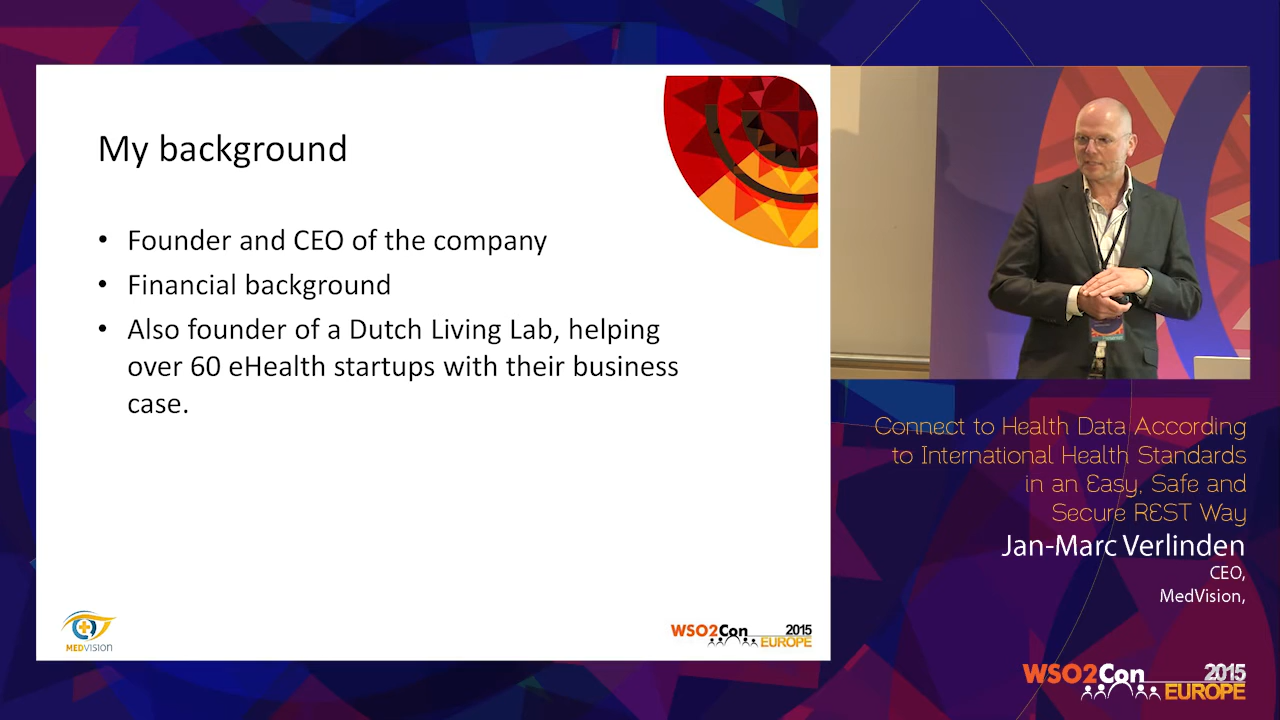 My background
• Founder and CEO of the company
• Financial background
• Also founder of a Dutch Living Lab, helping
over 60 eHealth startups with their business
case.
MEDVISION
WSO2Con 2015
EUROPE
Connect to Health Data According
to International Health Standards
in an Easy, Safe and
Secure REST Way
Jan-Marc Verlinden
CEO,
MedVision,
WSO2Con 2015
EUROPE